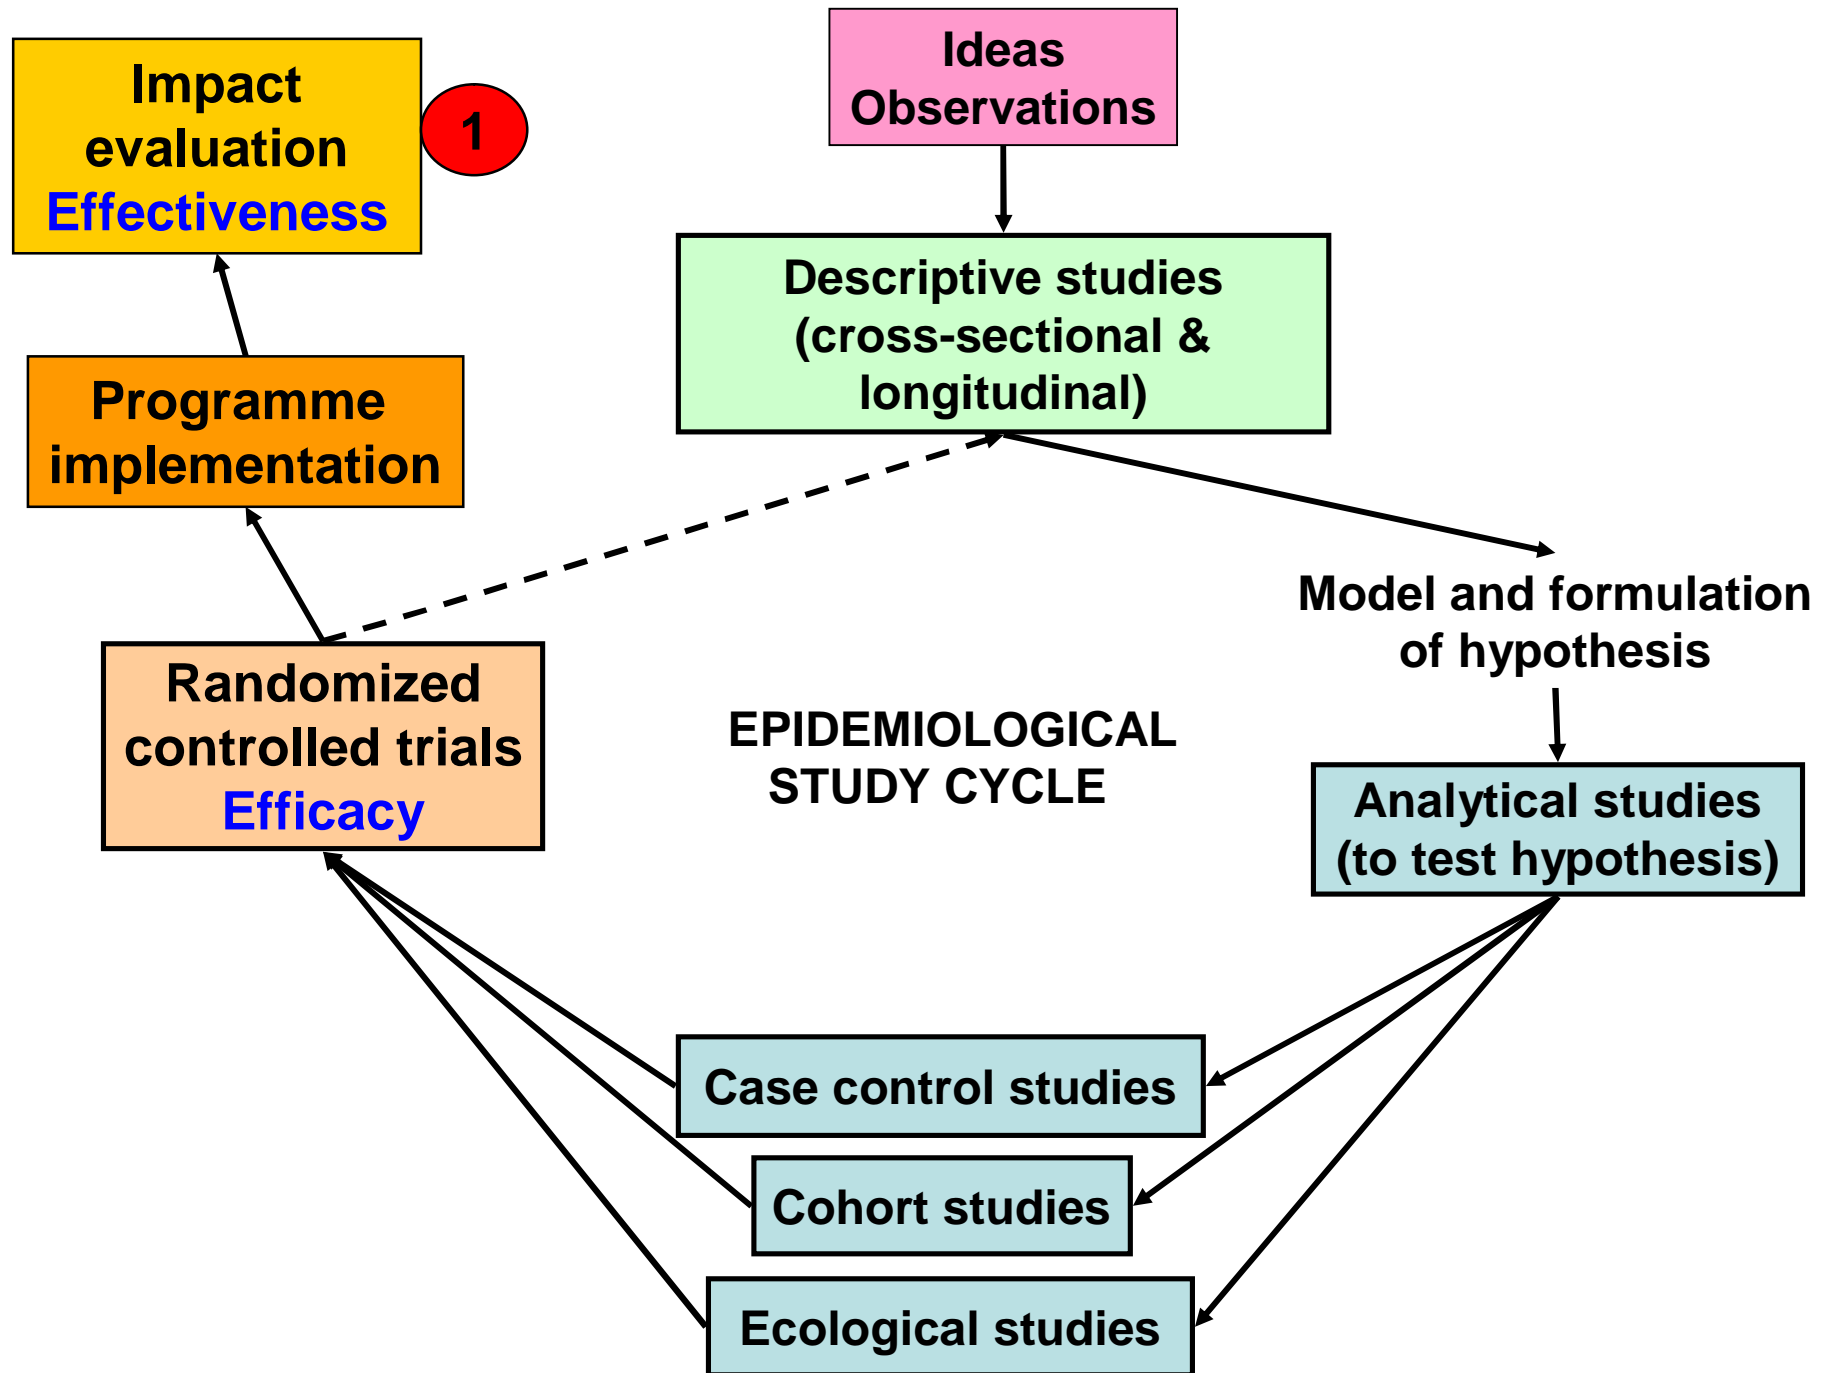 Impact
evaluation
Effectiveness
1
Ideas
Observations
Descriptive studies
(cross-sectional &
longitudinal)
Programme
implementation
Model and formulation
of hypothesis
Randomized
controlled trials
Efficacy
EPIDEMIOLOGICAL
STUDY CYCLE
Analytical studies
(to test hypothesis)
Case control studies
Cohort studies
Ecological studies